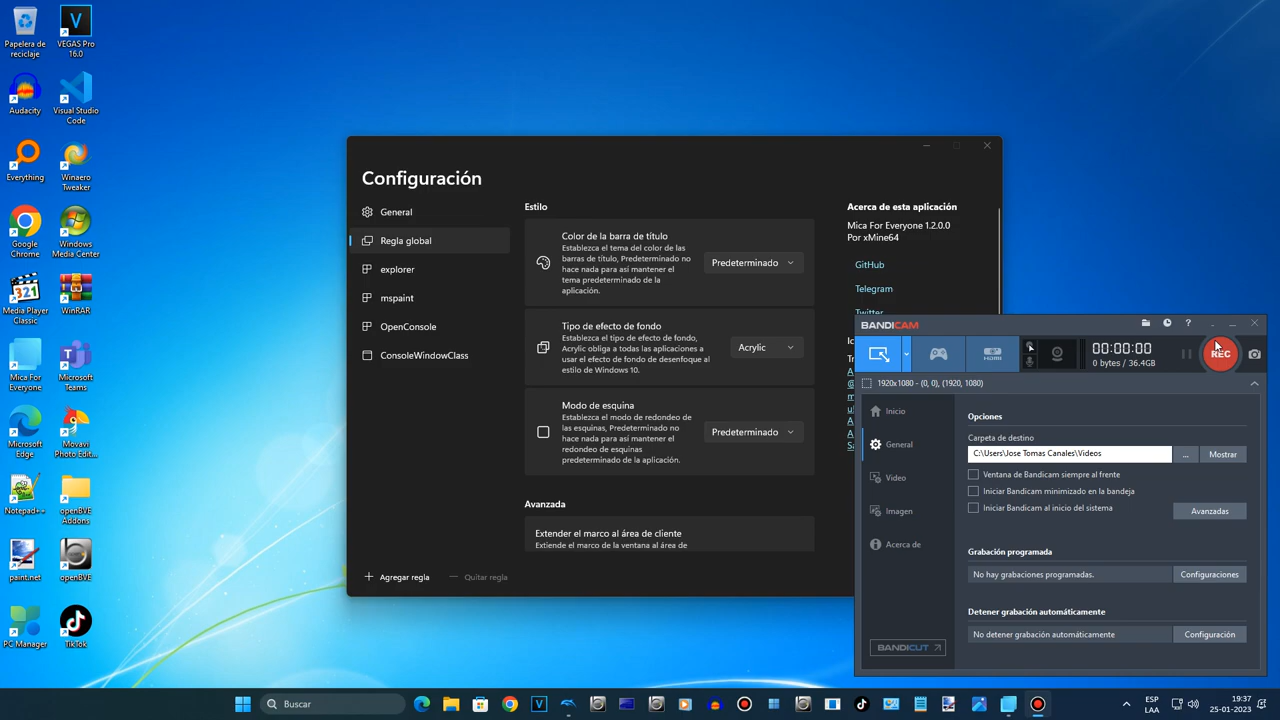 Papelera de
reciclaje
VEGAS Pro
16.0
Audacity
Visual Studio
Code
Everything
Winaero
Tweaker
Google
Chrome
Windows
Media Center
Media Player
Classic
WinRAR
Mica For
Everyone
Microsoft
Teams
Microsoft
Edge
Movavi
Photo Edit...
Notepad++
openBVE
Addons
paint.net
openBVE
PC Manager
TikTok
Configuración
General
Regla global
explorer
mspaint
OpenConsole
ConsoleWindowClass
Agregar regla
Quitar regla
Estilo
Color de la barra de título
Establezca el tema del color de las
barras de título, Predeterminado no
hace nada para así mantener el
tema predeterminado de la
aplicación.
Predeterminado
Tipo de efecto de fondo
Establezca el tipo de efecto de fondo,
Acrylic obliga a todas las aplicaciones a
usar el efecto de fondo de desenfoque al
estilo de Windows 10.
Acrylic
Modo de esquina
Establezca el modo de redondeo de
las esquinas, Predeterminado no
hace nada para así mantener el
modo de redondeo de esquinas
predeterminado de la aplicación.
Predeterminado
Avanzada
Extender el marco al área de cliente
Extiende el marco de la ventana al área de
Acerca de esta aplicación
Mica For Everyone 1.2.0.0
Por xMine64
GitHub
Telegram
Twitter
BANDICAM
HDMI
00:00:00
0 bytes / 36.4GB
REC
1920x1080 - (0, 0), (1920, 1080)
Inicio
General
Video
Imagen
Acerca de
BANDICUT
Opciones
Carpeta de destino
C:\Users\Jose Tomas Canales\Videos
...
Mostrar
Ventana de Bandicam siempre al frente
Iniciar Bandicam minimizado en la bandeja
Iniciar Bandicam al inicio del sistema
Avanzadas
Grabación programada
No hay grabaciones programadas.
Configuraciones
Detener grabación automáticamente
No detener grabación automáticamente
Configuración
Buscar
ESP
LAA
19:37
25-01-2023